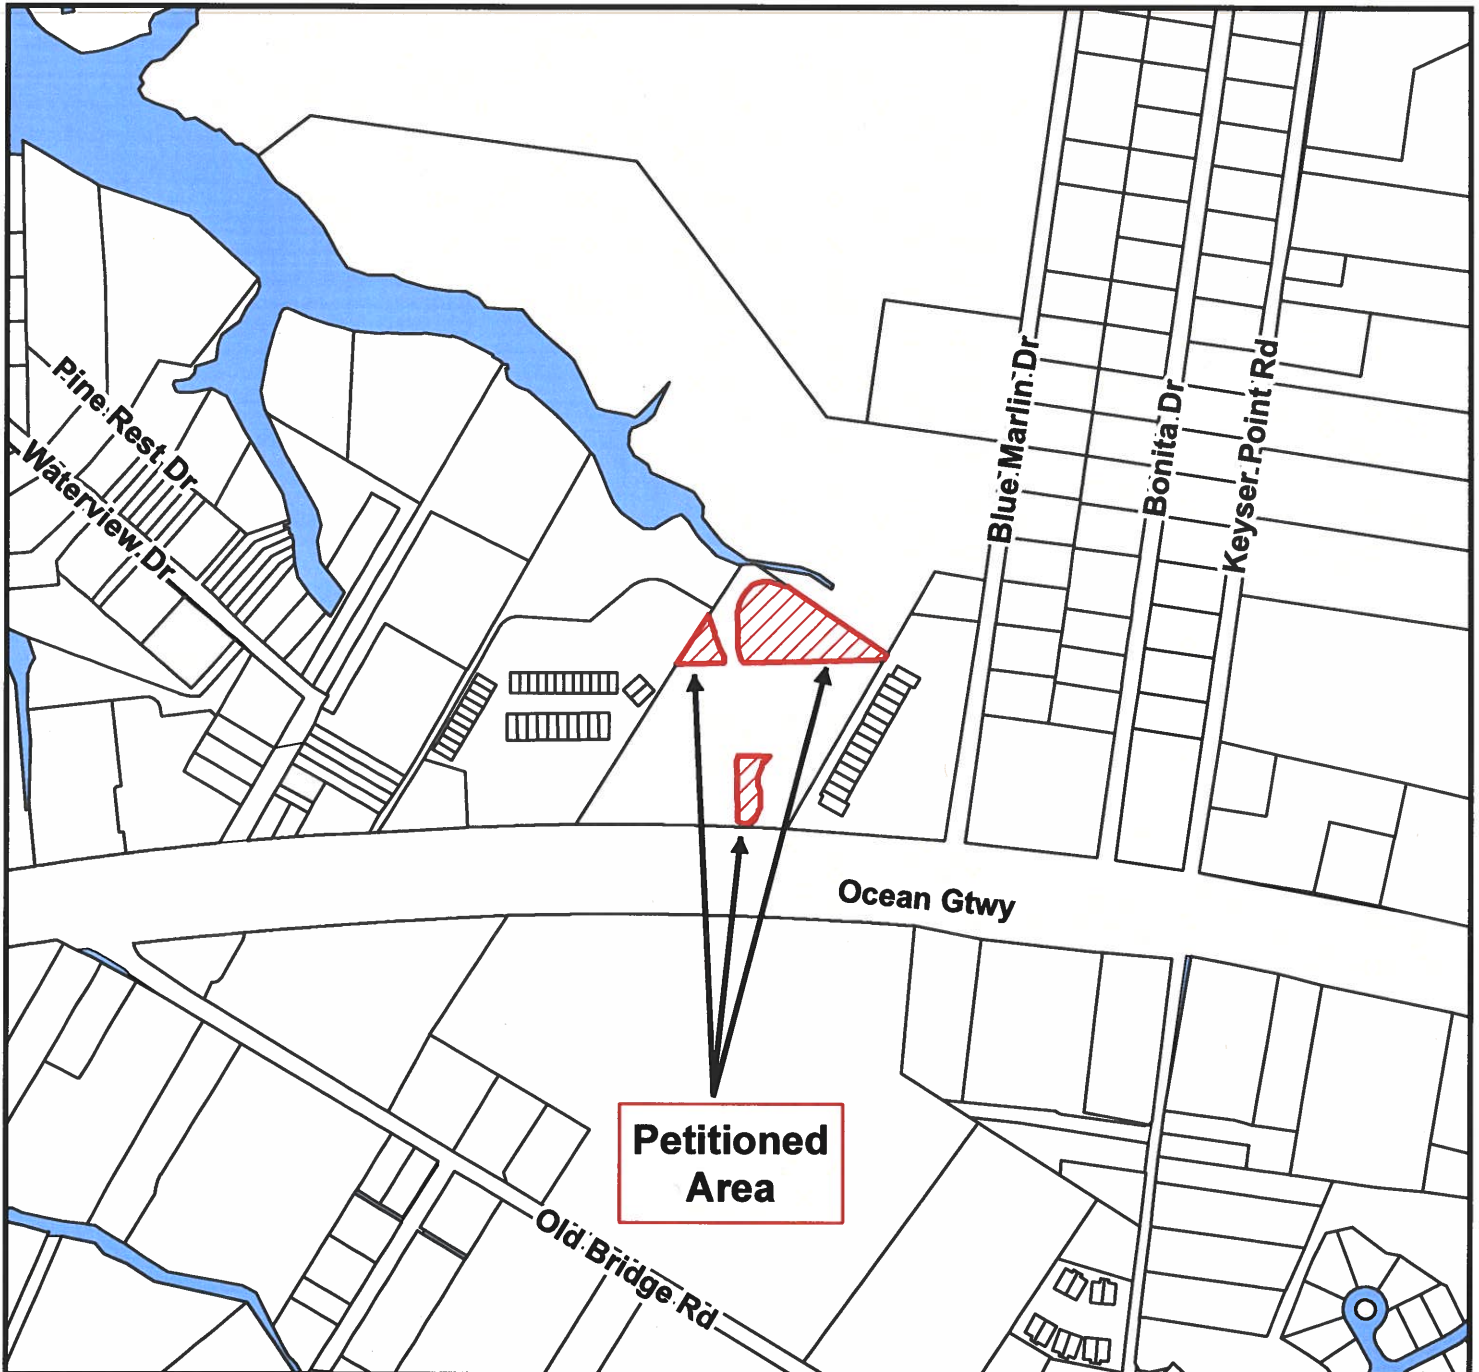 Pine Rest Dr
Waterview Dr
Blue Marlin Dr
Bonita Dr
Keyser Point Rd
Ocean Gtwy
Petitioned
Area
Old Bridge Rd